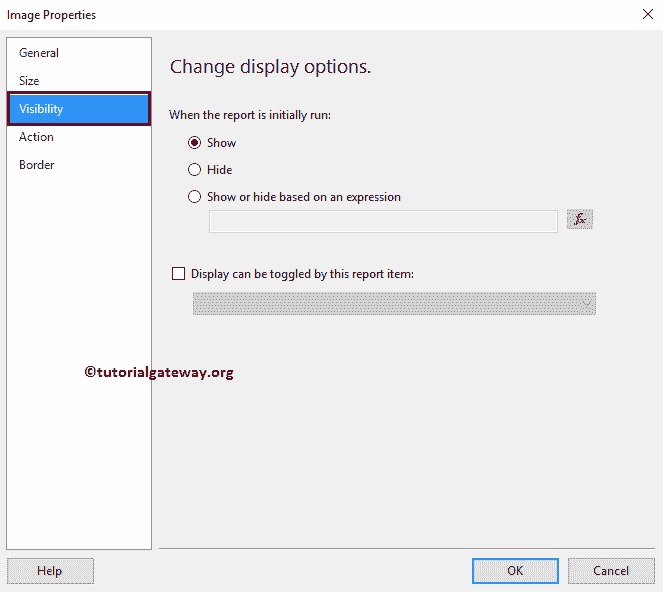 Image Properties
General
Size
Visibility
Action
Border
Change display options.
When the report is initially run:
Show
Hide
Show or hide based on an expression
fx
Display can be toggled by this report item:
©tutorialgateway.org
Help
OK
Cancel